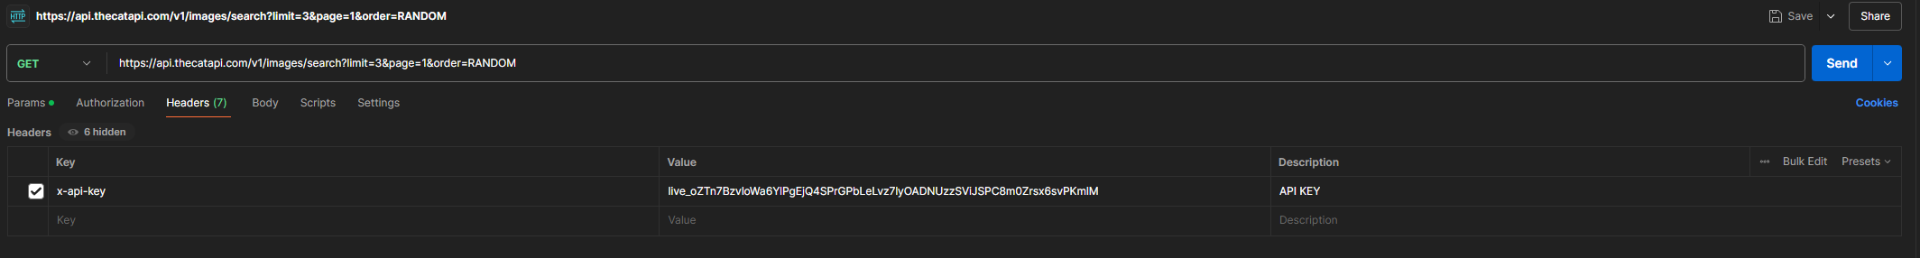 HTTP https://api.thecatapi.com/v1/images/search?limit=3&page=1&order=RANDOM Save Share
GET https://api.thecatapi.com/v1/images/search?limit=3&page=1&order=RANDOM Send
Params Authorization Headers (7) Body Scripts Settings Cookies
Headers 6 hidden
Key Value Description ••• Bulk Edit Presets
x-api-key live_oZTn7BzvIoWa6YlPgEjQ4SPrGPbLeLvz7IyOADNUzzSVlJSPC8m0Zrsx6svPKmIM API KEY
Key Value Description